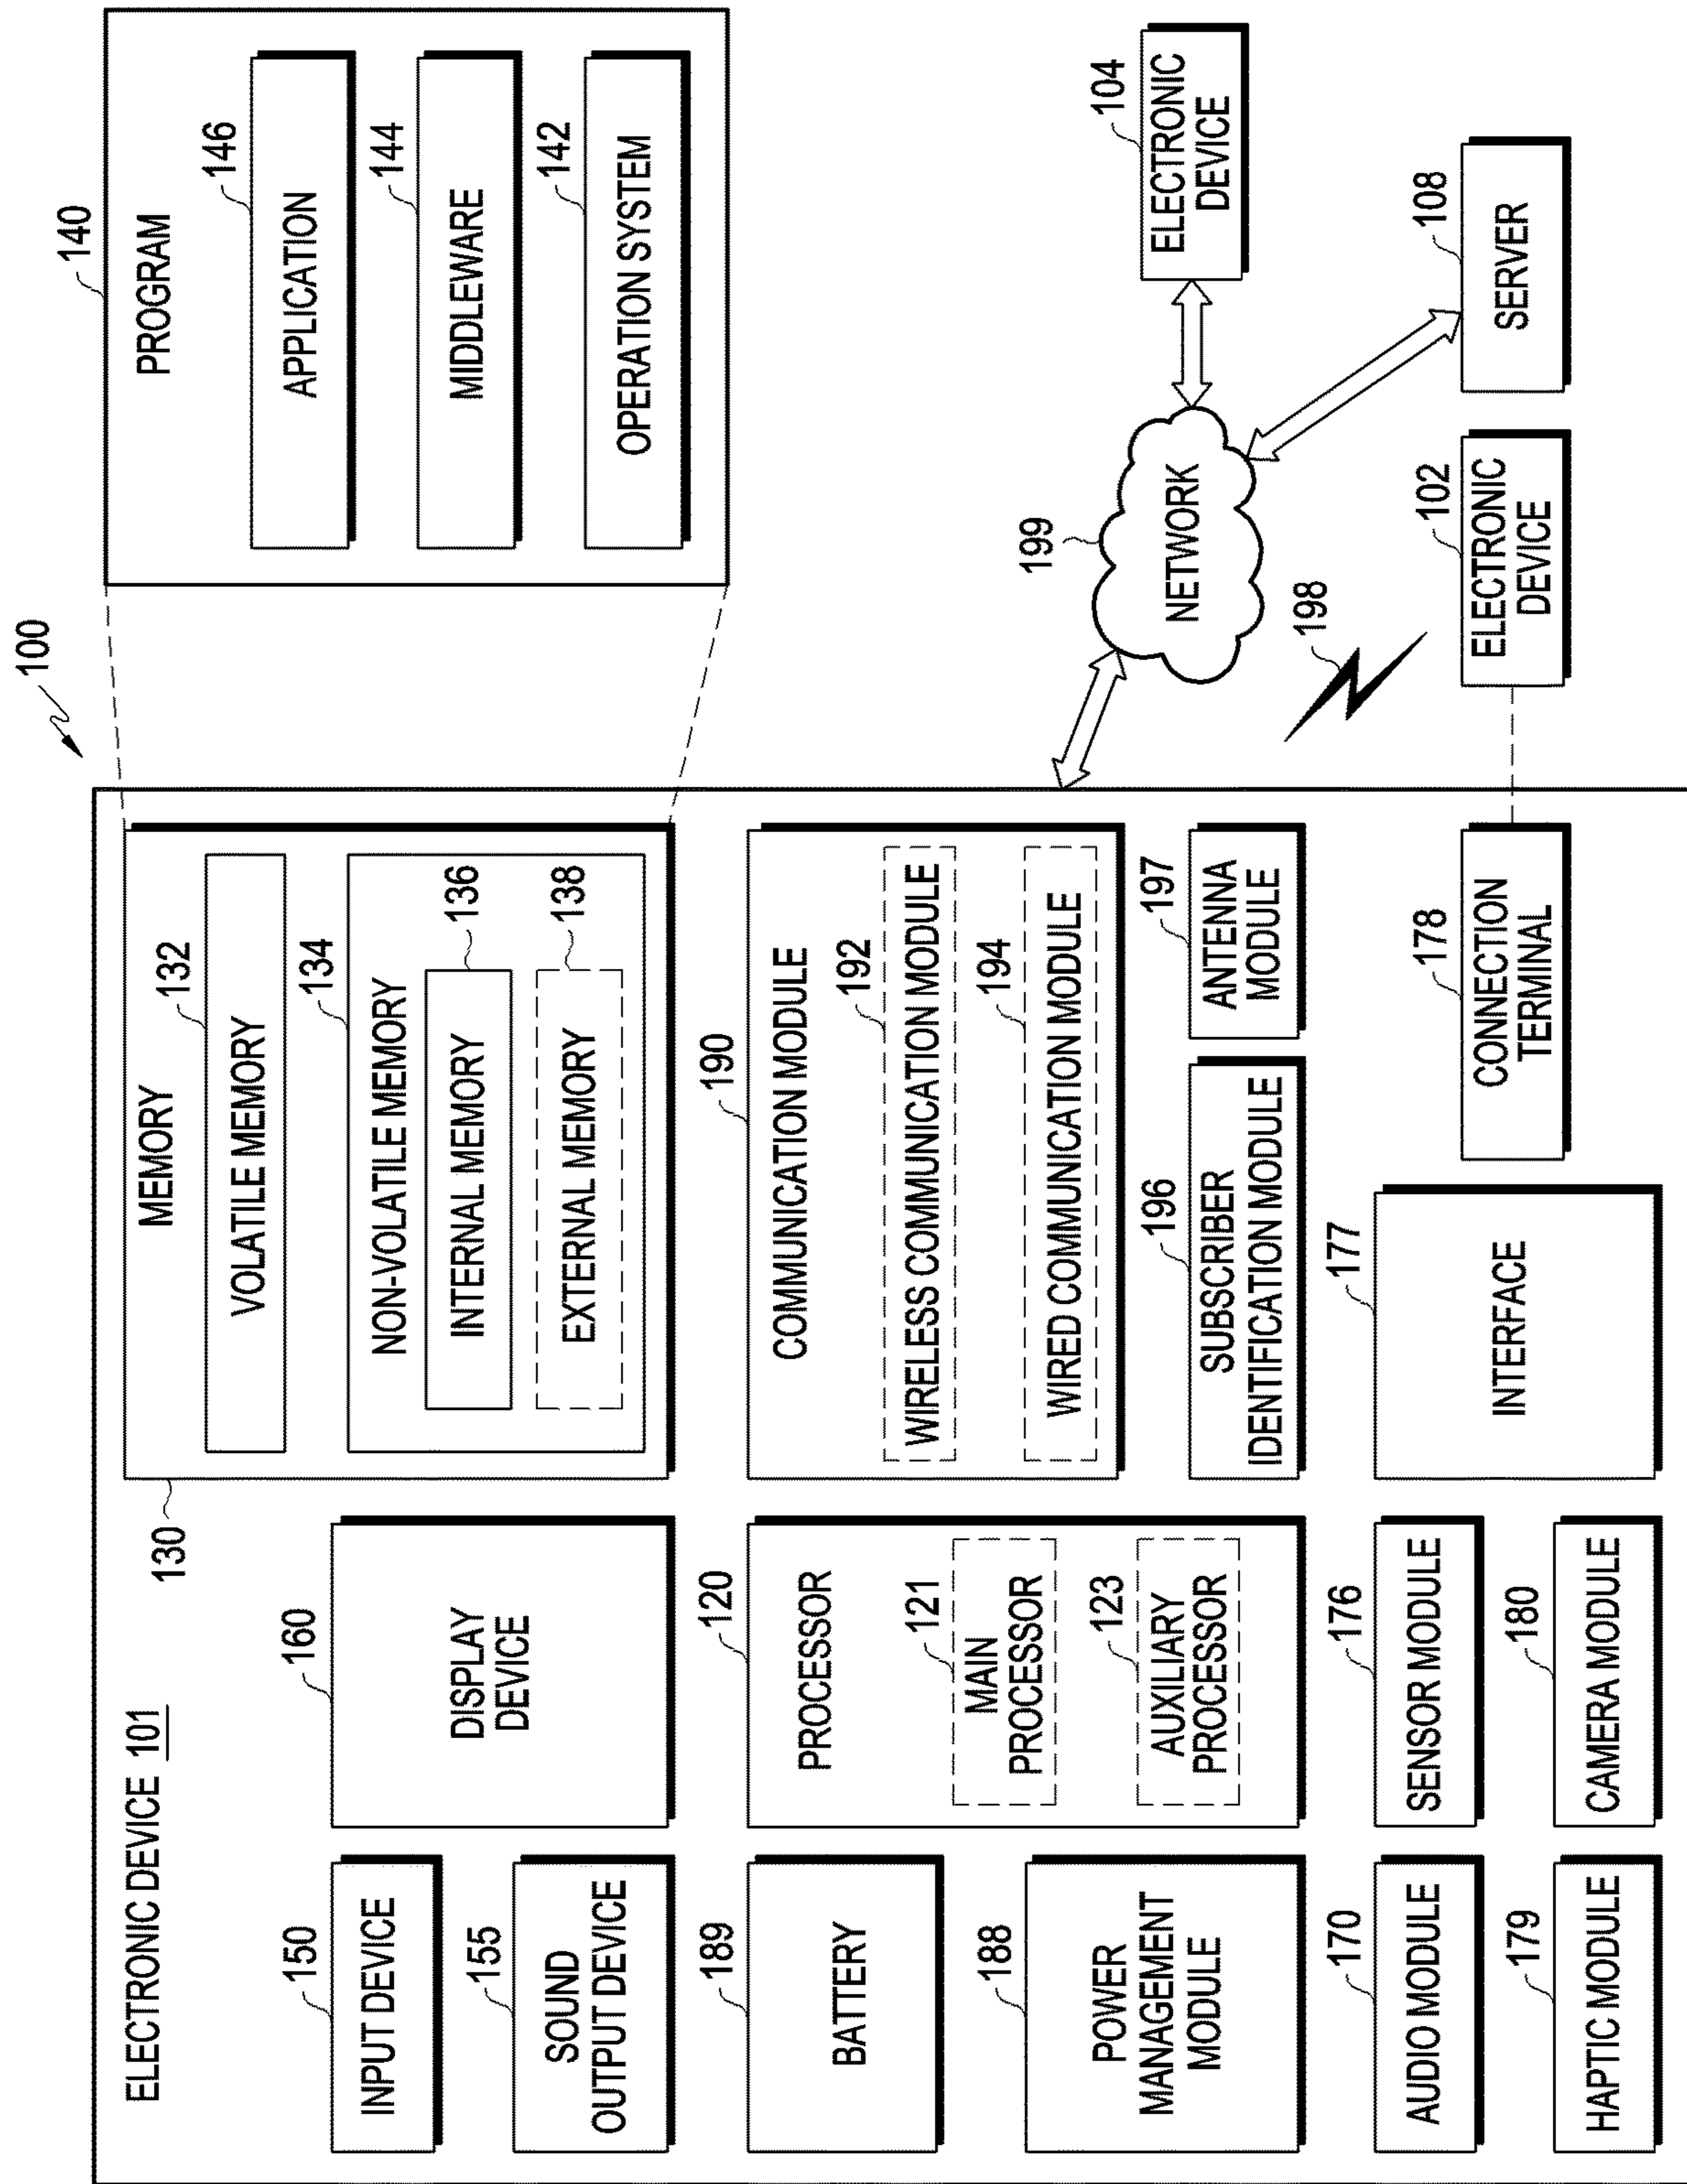 100
ELECTRONIC DEVICE 101
150
INPUT DEVICE
155
SOUND
OUTPUT DEVICE
160
DISPLAY
DEVICE
130
MEMORY
132
VOLATILE MEMORY
134
NON-VOLATILE MEMORY
136
INTERNAL MEMORY
138
EXTERNAL MEMORY
140
PROGRAM
146
APPLICATION
144
MIDDLEWARE
142
OPERATION SYSTEM
189
BATTERY
188
POWER
MANAGEMENT
MODULE
120
PROCESSOR
121
MAIN
PROCESSOR
123
AUXILIARY
PROCESSOR
190
COMMUNICATION MODULE
192
WIRELESS COMMUNICATION MODULE
194
WIRED COMMUNICATION MODULE
196
SUBSCRIBER
IDENTIFICATION MODULE
197
ANTENNA
MODULE
199
NETWORK
104
ELECTRONIC
DEVICE
198
170
AUDIO MODULE
176
SENSOR MODULE
177
INTERFACE
178
CONNECTION
TERMINAL
102
ELECTRONIC
DEVICE
108
SERVER
179
HAPTIC MODULE
180
CAMERA MODULE